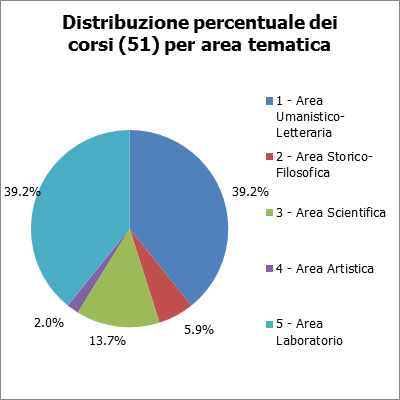 Distribuzione percentuale dei
corsi (51) per area tematica
1 - Area
Umanistico-
Letteraria
2 - Area Storico-
Filosofica
3 - Area Scientifica
4 - Area Artistica
5 - Area
Laboratorio
39.2%
39.2%
2.0%
13.7%
5.9%